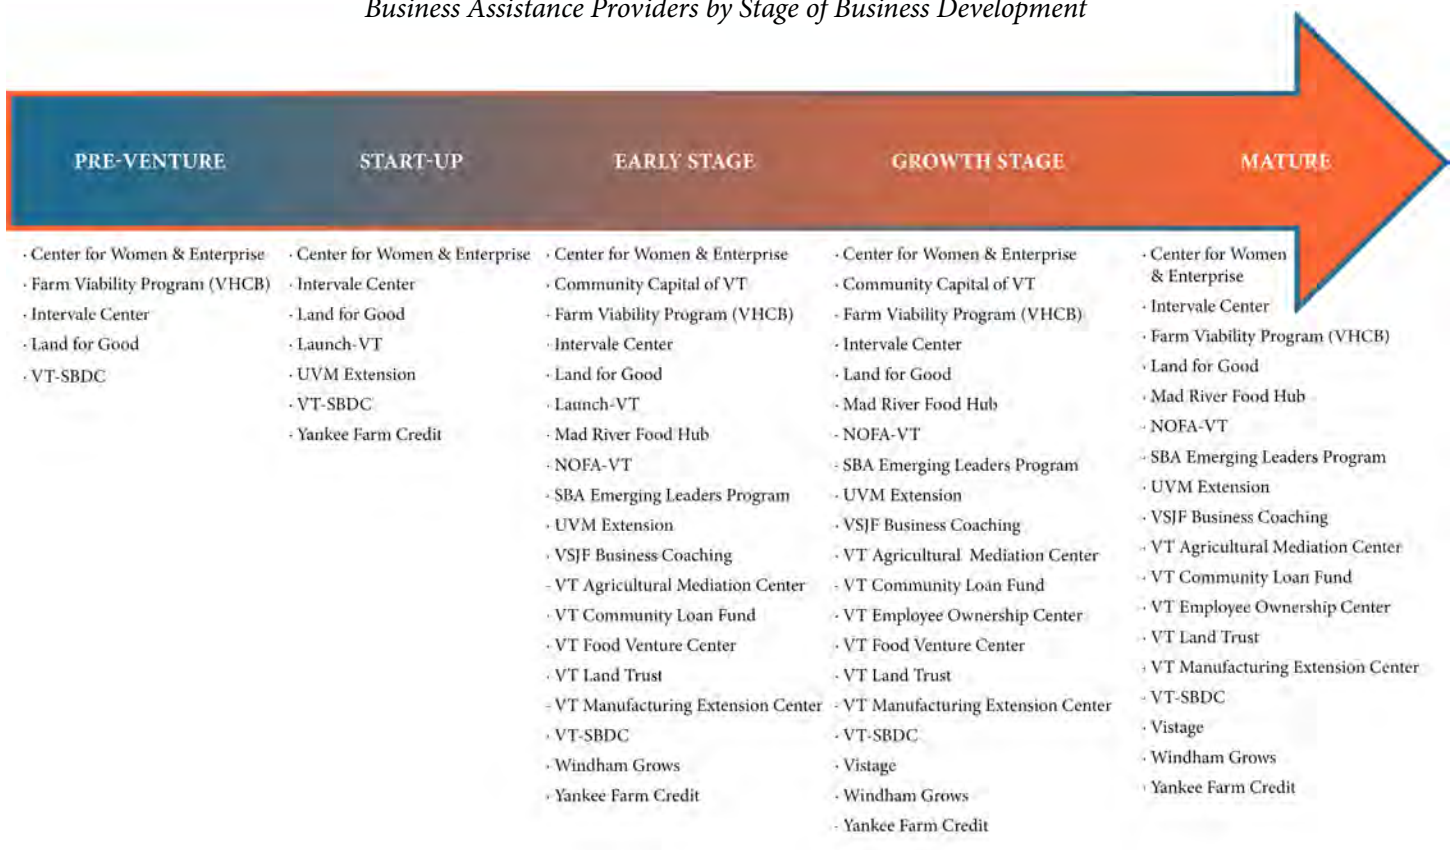 Business Assistance Providers by Stage of Business Development
PRE-VENTURE
START-UP
EARLY STAGE
GROWTH STAGE
MATURE
· Center for Women & Enterprise
· Farm Viability Program (VHCB)
· Intervale Center
· Land for Good
· VT-SBDC
· Center for Women & Enterprise
· Intervale Center
· Land for Good
· Launch-VT
· UVM Extension
· VT-SBDC
· Yankee Farm Credit
· Center for Women & Enterprise
· Community Capital of VT
· Farm Viability Program (VHCB)
· Intervale Center
· Land for Good
· Launch-VT
· Mad River Food Hub
· NOFA-VT
· SBA Emerging Leaders Program
· UVM Extension
· VSJF Business Coaching
· VT Agricultural Mediation Center
· VT Community Loan Fund
· VT Food Venture Center
· VT Land Trust
· VT Manufacturing Extension Center
· VT-SBDC
· Windham Grows
· Yankee Farm Credit
· Center for Women & Enterprise
· Community Capital of VT
· Farm Viability Program (VHCB)
· Intervale Center
· Land for Good
· Mad River Food Hub
· NOFA-VT
· SBA Emerging Leaders Program
· UVM Extension
· VSJF Business Coaching
· VT Agricultural Mediation Center
· VT Community Loan Fund
· VT Employee Ownership Center
· VT Food Venture Center
· VT Land Trust
· VT Manufacturing Extension Center
· VT-SBDC
· Vistage
· Windham Grows
· Yankee Farm Credit
· Center for Women
& Enterprise
· Intervale Center
· Farm Viability Program (VHCB)
· Land for Good
· Mad River Food Hub
· NOFA-VT
· SBA Emerging Leaders Program
· UVM Extension
· VSJF Business Coaching
· VT Agricultural Mediation Center
· VT Community Loan Fund
· VT Employee Ownership Center
· VT Land Trust
· VT Manufacturing Extension Center
· VT-SBDC
· Vistage
· Windham Grows
· Yankee Farm Credit